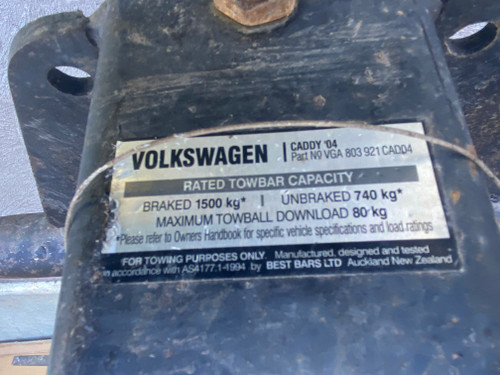 VOLKSWAGEN | CADDY '04
Part Nº VGA 803 921 CAD04
RATED TOWBAR CAPACITY
BRAKED 1500 kg* | UNBRAKED 740 kg*
MAXIMUM TOWBALL DOWNLOAD 80 kg
*Please refer to Owners Handbook for specific vehicle specifications and load ratings
FOR TOWING PURPOSES ONLY. Manufactured, designed and tested
in accordance with AS4177.1-1994 by BEST BARS LTD Auckland New Zealand